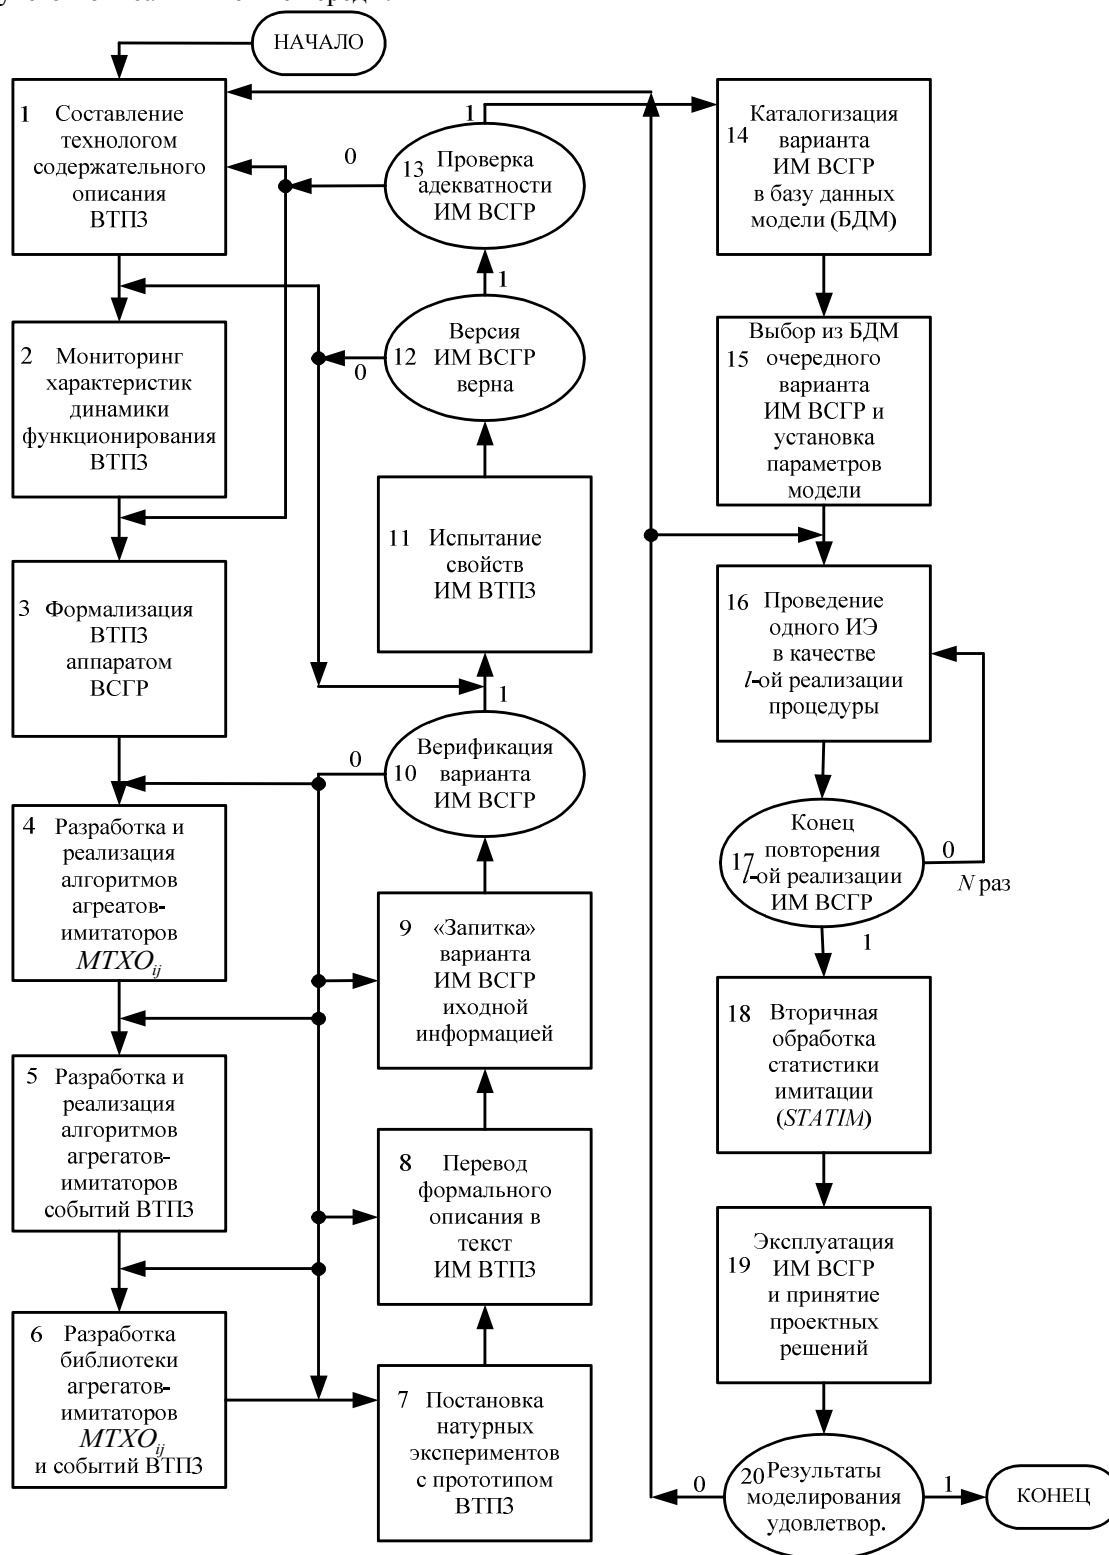 НАЧАЛО
1 Составление
технологом
содержательного
описания
ВТПЗ
2 Мониторинг
характеристик
динамики
функционирования
ВТПЗ
3 Формализация
ВТПЗ
аппаратом
ВСГР
4 Разработка и
реализация
алгоритмов
агреатов-
имитаторов
MTXO_ij
5 Разработка и
реализация
алгоритмов
агрегатов-
имитаторов
событий ВТПЗ
6 Разработка
библиотеки
агрегатов-
имитаторов
MTXO_ij
и событий ВТПЗ
1
0
13 Проверка
адекватности
ИМ ВСГР
1
0
12 Версия
ИМ ВСГР
верна
11 Испытание
свойств
ИМ ВТПЗ
1
0
10 Верификация
варианта
ИМ ВСГР
9 «Запитка»
варианта
ИМ ВСГР
иходной
информацией
8 Перевод
формального
описания в
текст
ИМ ВТПЗ
7 Постановка
натурных
экспериментов
с прототипом
ВТПЗ
14 Каталогизация
варианта
ИМ ВСГР
в базу данных
модели (БДМ)
15 Выбор из БДМ
очередного
варианта
ИМ ВСГР и
установка
параметров
модели
16 Проведение
одного ИЭ
в качестве
l-ой реализации
процедуры
17 Конец
повторения
l-ой реализации
ИМ ВСГР
0
N раз
1
18 Вторичная
обработка
статистики
имитации
(STATIM)
19 Эксплуатация
ИМ ВСГР
и принятие
проектных
решений
20 Результаты
моделирования
удовлетвор.
0
1
КОНЕЦ